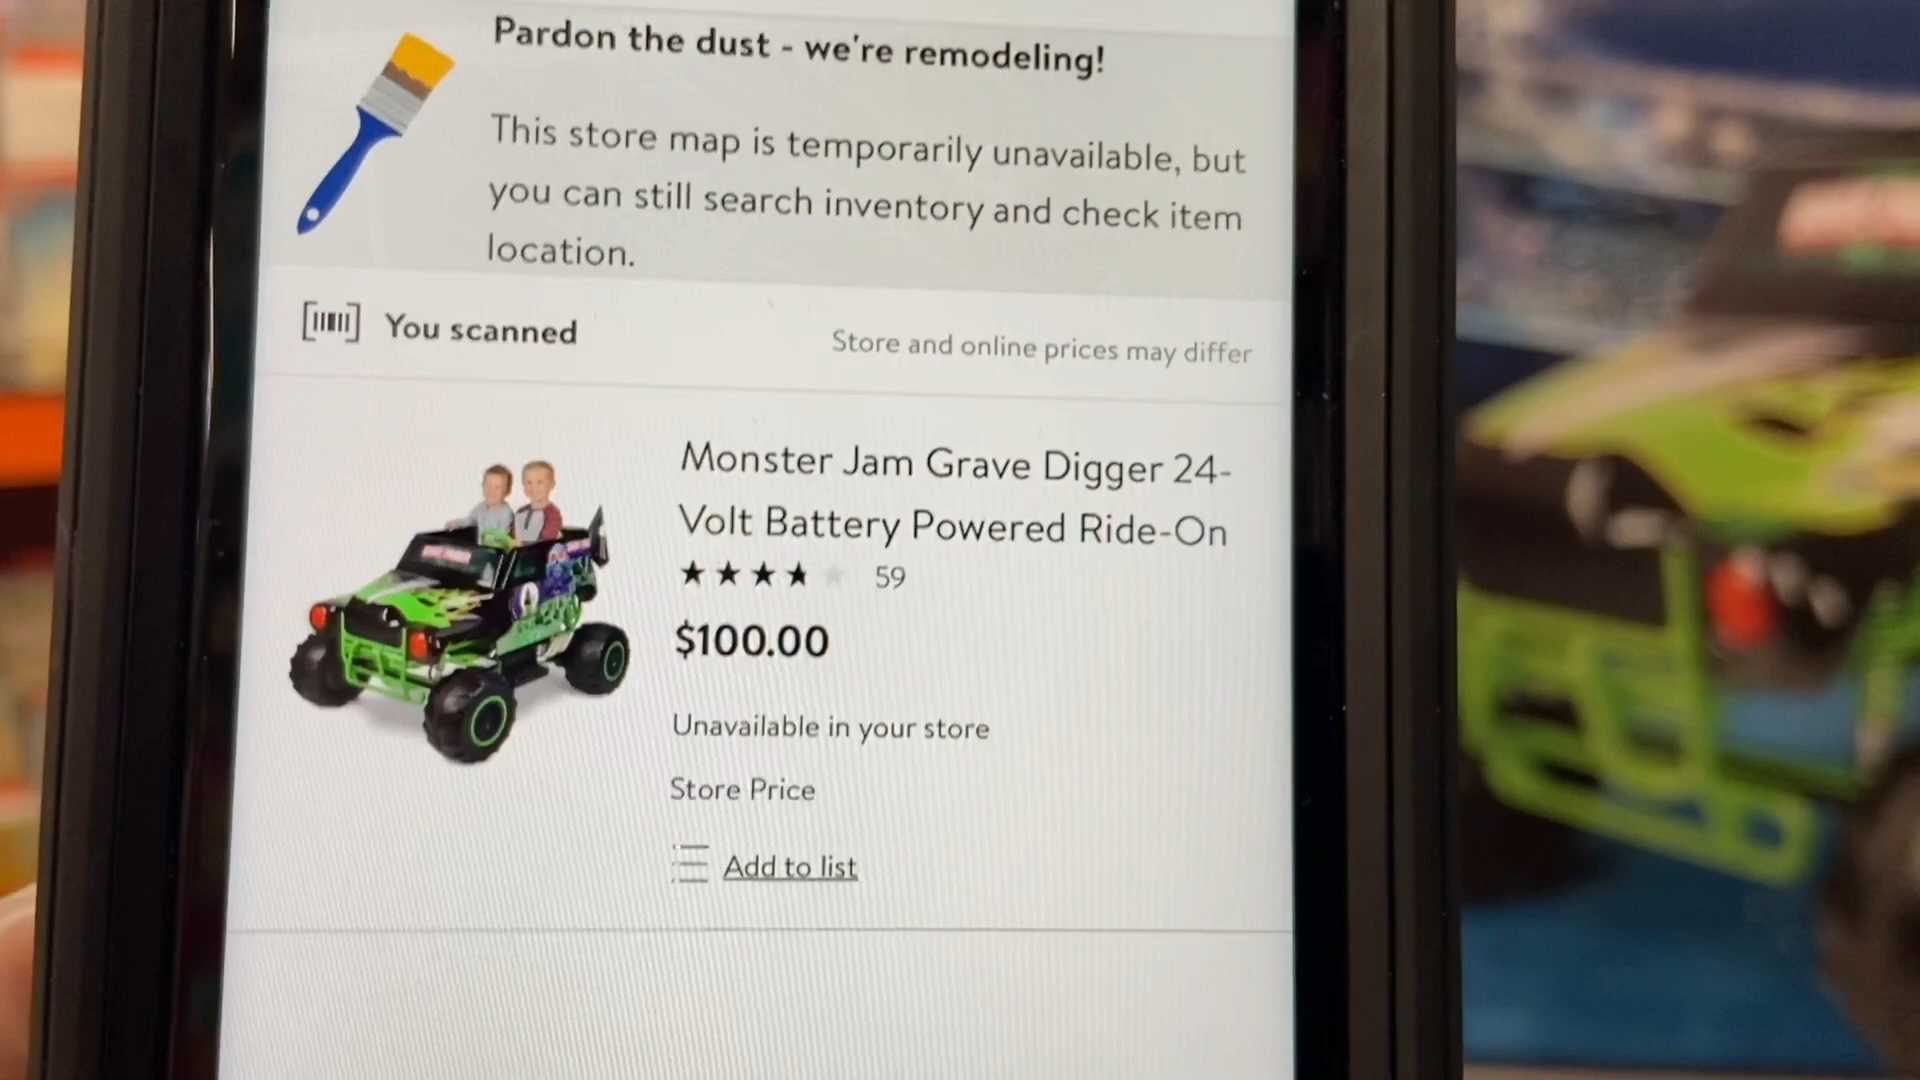 Pardon the dust - we're remodeling!
This store map is temporarily unavailable, but
you can still search inventory and check item
location.
You scanned
Store and online prices may differ
Monster Jam Grave Digger 24-
Volt Battery Powered Ride-On
59
$100.00
Unavailable in your store
Store Price
Add to list